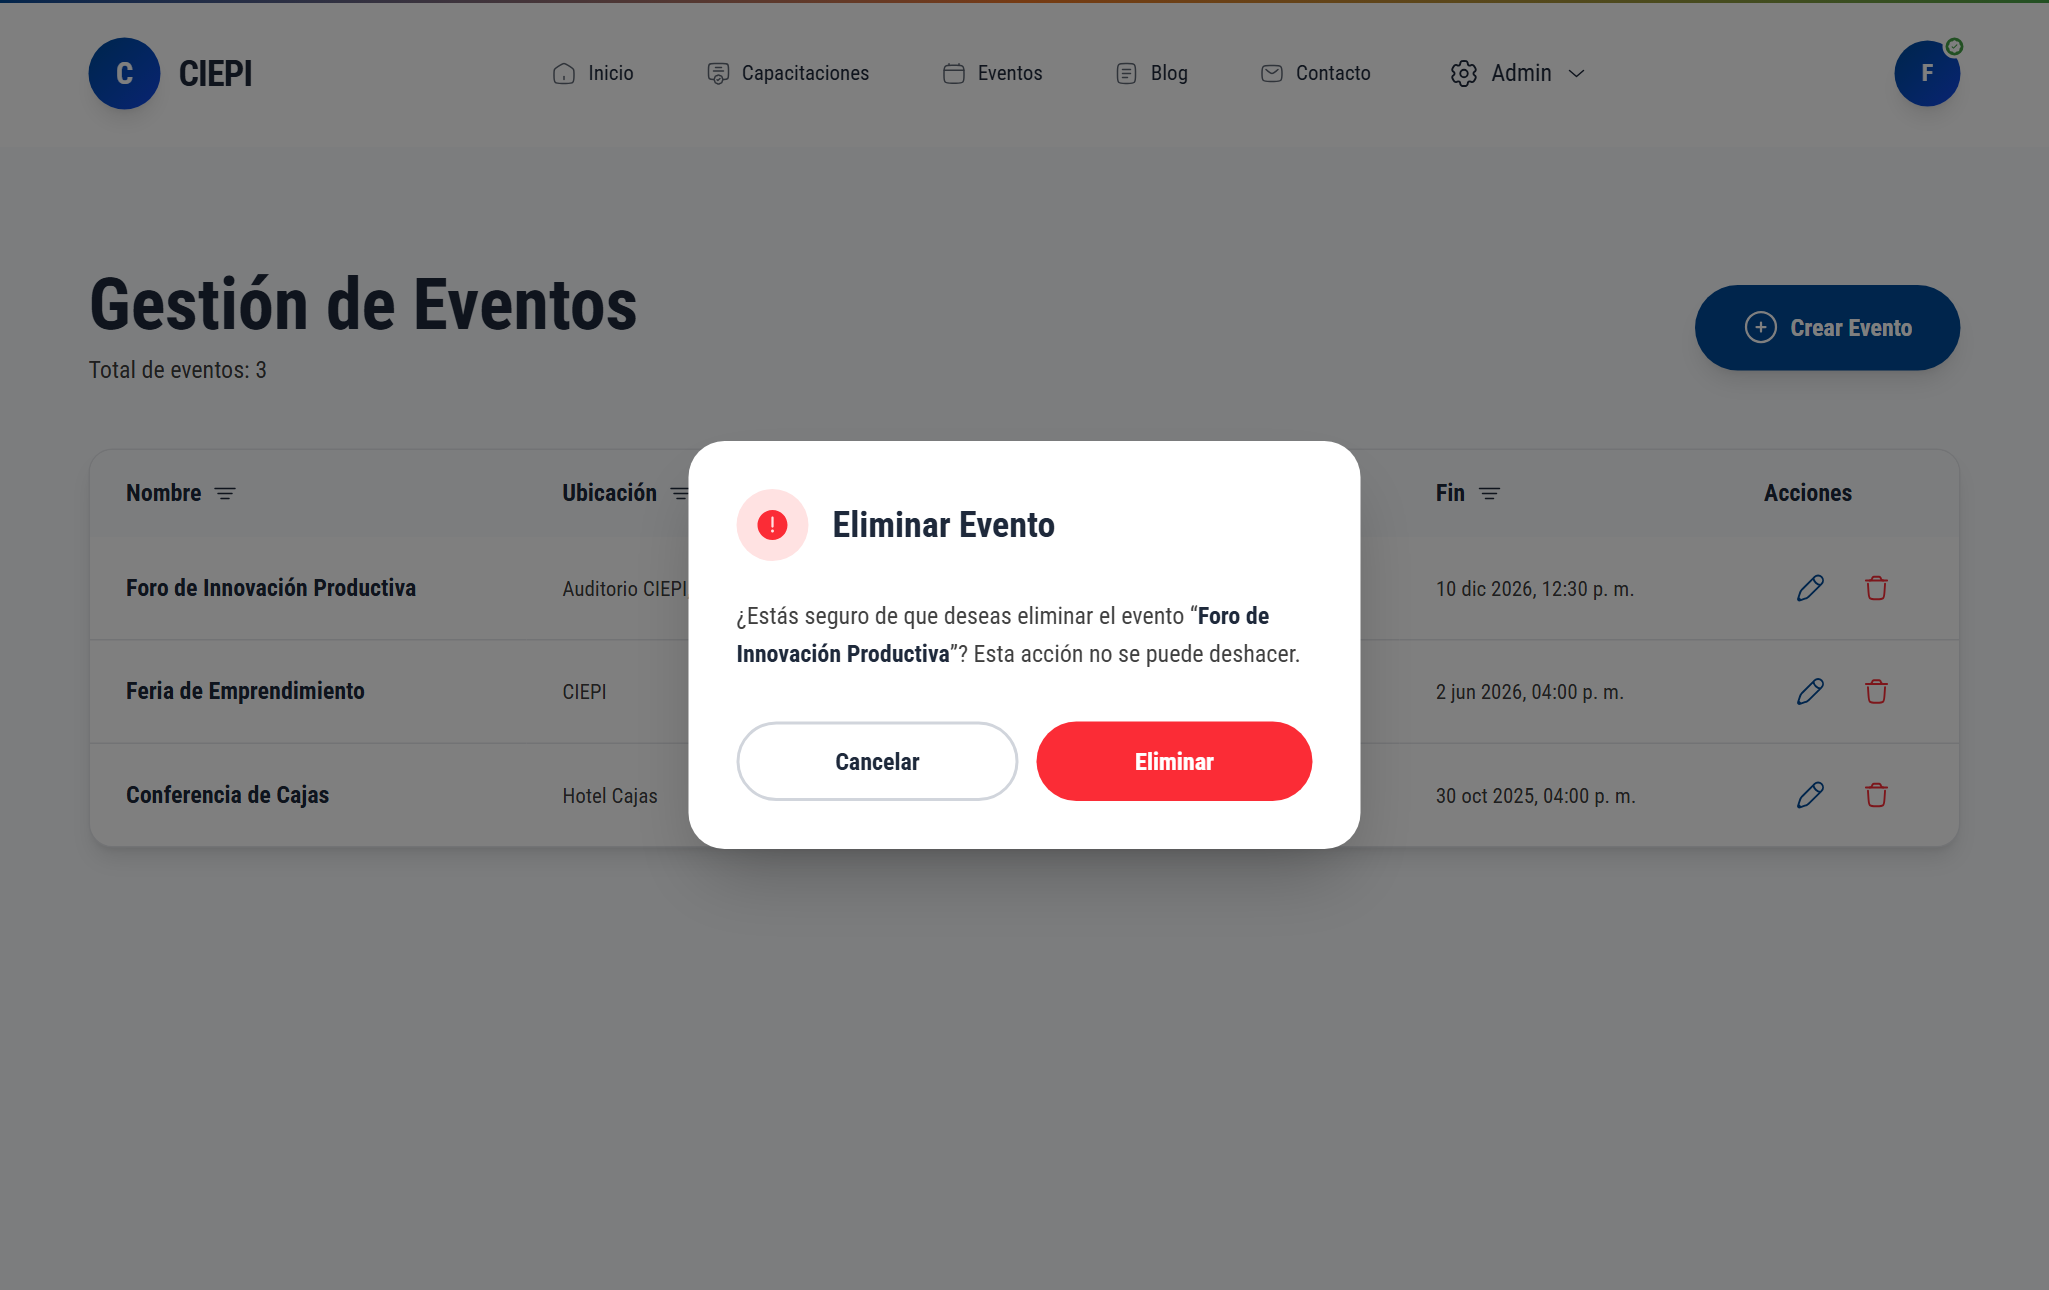 C CIEPI Inicio Capacitaciones Eventos Blog Contacto Admin F
Gestión de Eventos
Crear Evento
Total de eventos: 3
Nombre Ubicación Fin Acciones
Eliminar Evento
Foro de Innovación Productiva Auditorio CIEPI, 10 dic 2026, 12:30 p. m.
¿Estás seguro de que deseas eliminar el evento “Foro de
Innovación Productiva”? Esta acción no se puede deshacer.
Feria de Emprendimiento CIEPI 2 jun 2026, 04:00 p. m.
Cancelar Eliminar
Conferencia de Cajas Hotel Cajas 30 oct 2025, 04:00 p. m.